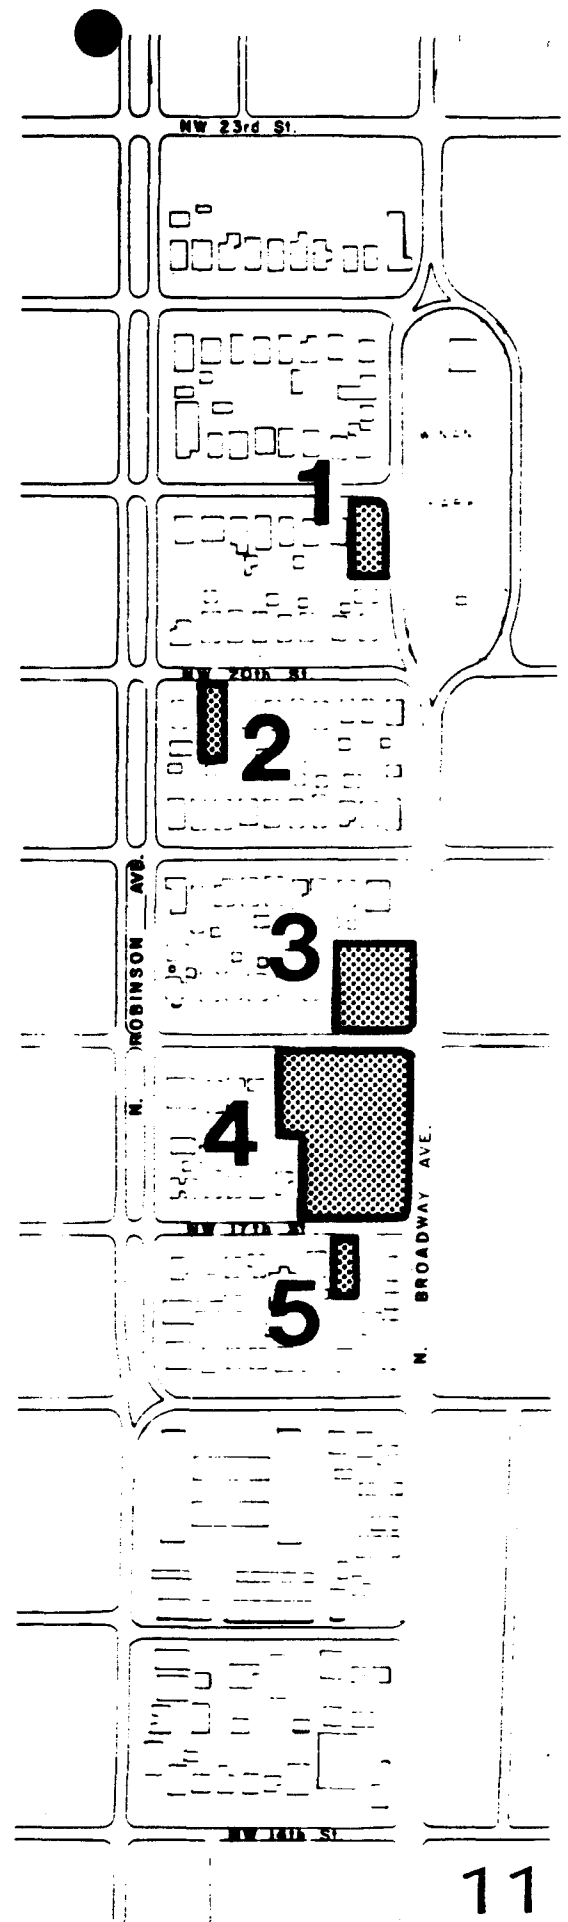 NW 23rd St.
1
NW 20th St.
2
N. ROBINSON AVE.
3
4
NW 17th St
N. BROADWAY AVE.
5
NW 14th St.
11